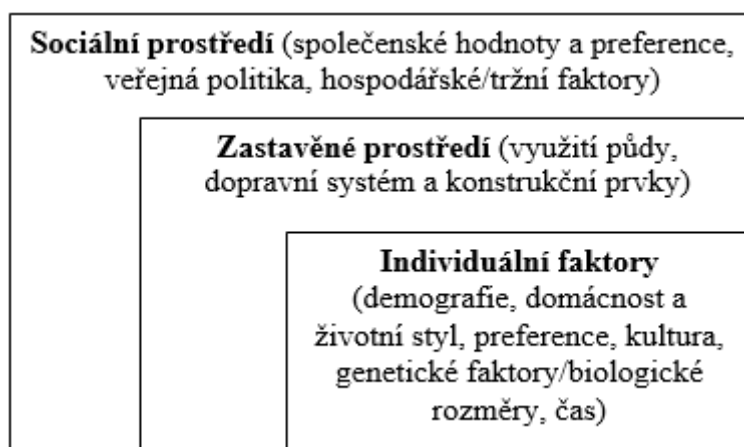 Sociální prostředí (společenské hodnoty a preference,
veřejná politika, hospodářské/tržní faktory)
Zastavěné prostředí (využití půdy,
dopravní systém a konstrukční prvky)
Individuální faktory
(demografie, domácnost a
životní styl, preference, kultura,
genetické faktory/biologické
rozměry, čas)